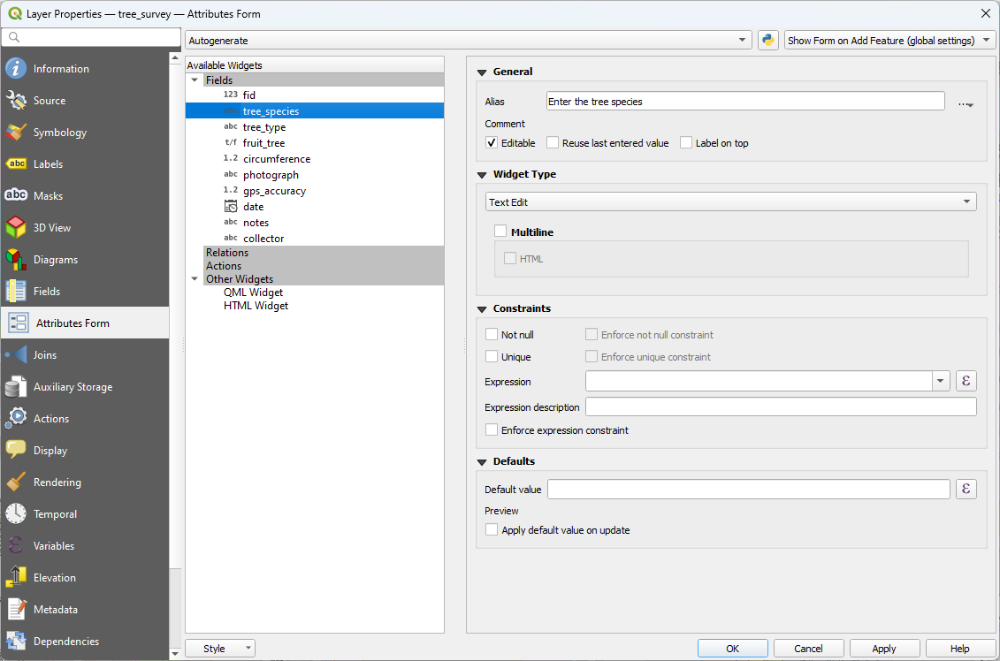 Layer Properties — tree_survey — Attributes Form
Autogenerate
Show Form on Add Feature (global settings)
Information
Source
Symbology
abc Labels
abc Masks
3D View
Diagrams
Fields
Attributes Form
Joins
Auxiliary Storage
Actions
Display
Rendering
Temporal
Variables
Elevation
Metadata
Dependencies
Available Widgets
Fields
123 fid
abc tree_species
abc tree_type
t/f fruit_tree
1.2 circumference
abc photograph
1.2 gps_accuracy
date
abc notes
abc collector
Relations
Actions
Other Widgets
QML Widget
HTML Widget
General
Alias Enter the tree species ...
Comment
Editable Reuse last entered value Label on top
Widget Type
Text Edit
Multiline
HTML
Constraints
Not null Enforce not null constraint
Unique Enforce unique constraint
Expression ε
Expression description
Enforce expression constraint
Defaults
Default value ε
Preview
Apply default value on update
Style OK Cancel Apply Help